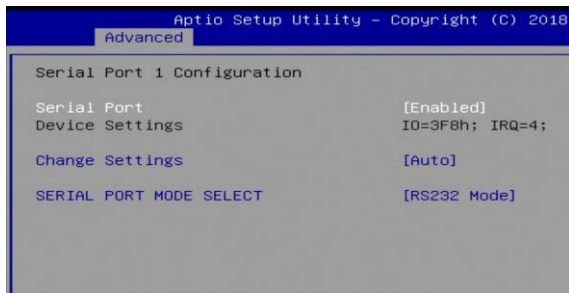 Aptio Setup Utility – Copyright (C) 2018
Advanced
Serial Port 1 Configuration
Serial Port [Enabled]
Device Settings IO=3F8h; IRQ=4;
Change Settings [Auto]
SERIAL PORT MODE SELECT [RS232 Mode]